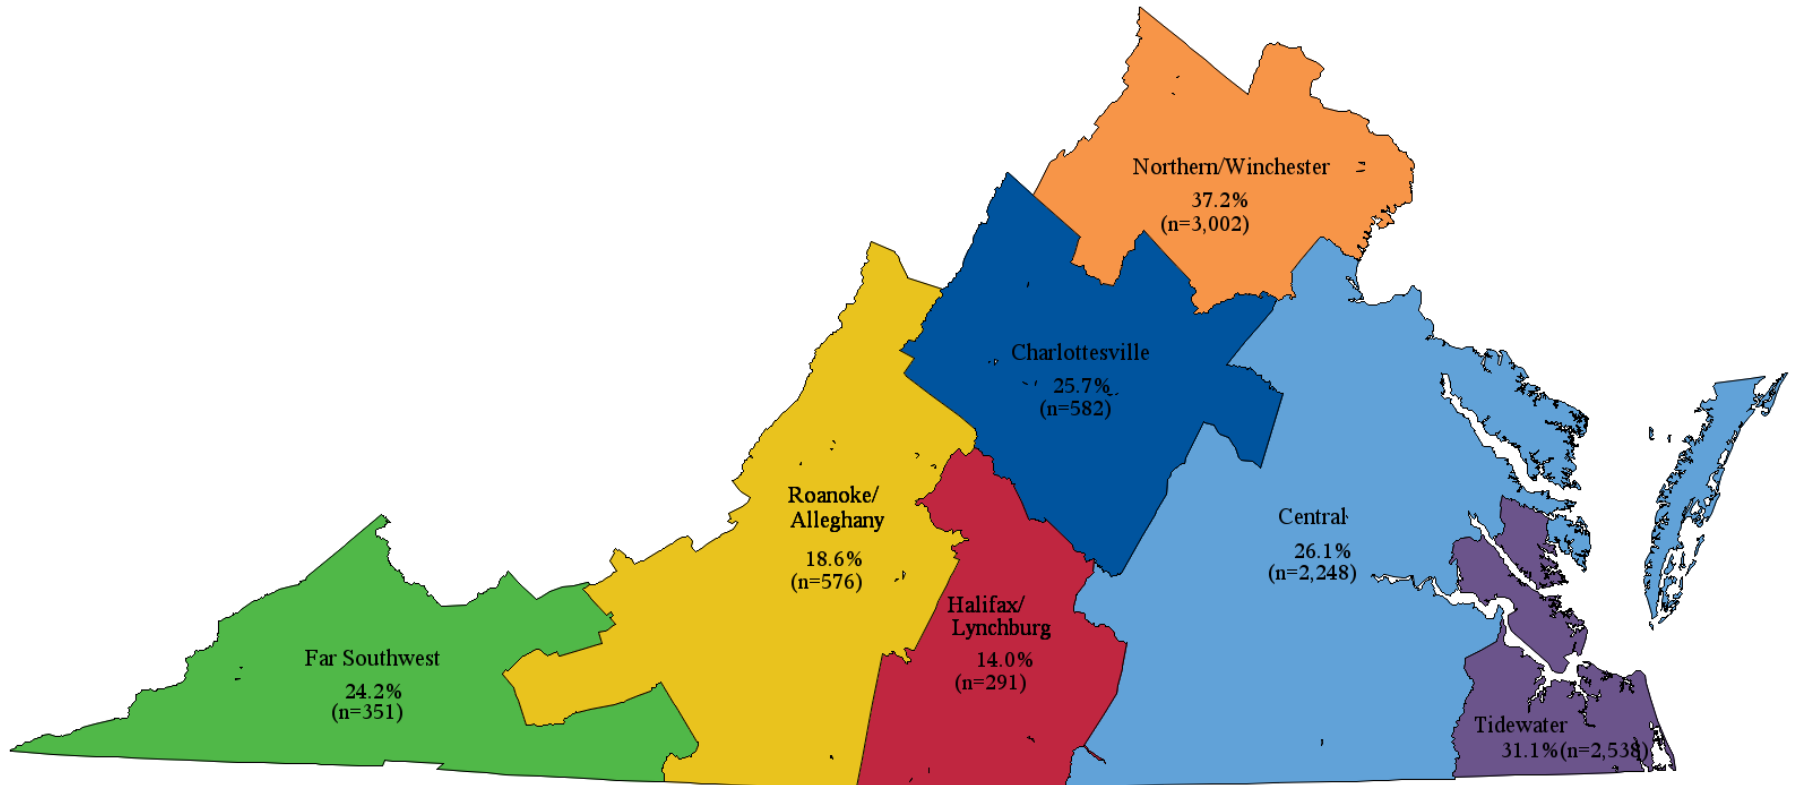 Northern/Winchester
37.2%
(n=3,002)
Charlottesville
25.7%
(n=582)
Roanoke/
Alleghany
18.6%
(n=576)
Central
26.1%
(n=2,248)
Halifax/
Lynchburg
14.0%
(n=291)
Far Southwest
24.2%
(n=351)
Tidewater
31.1%(n=2,538)